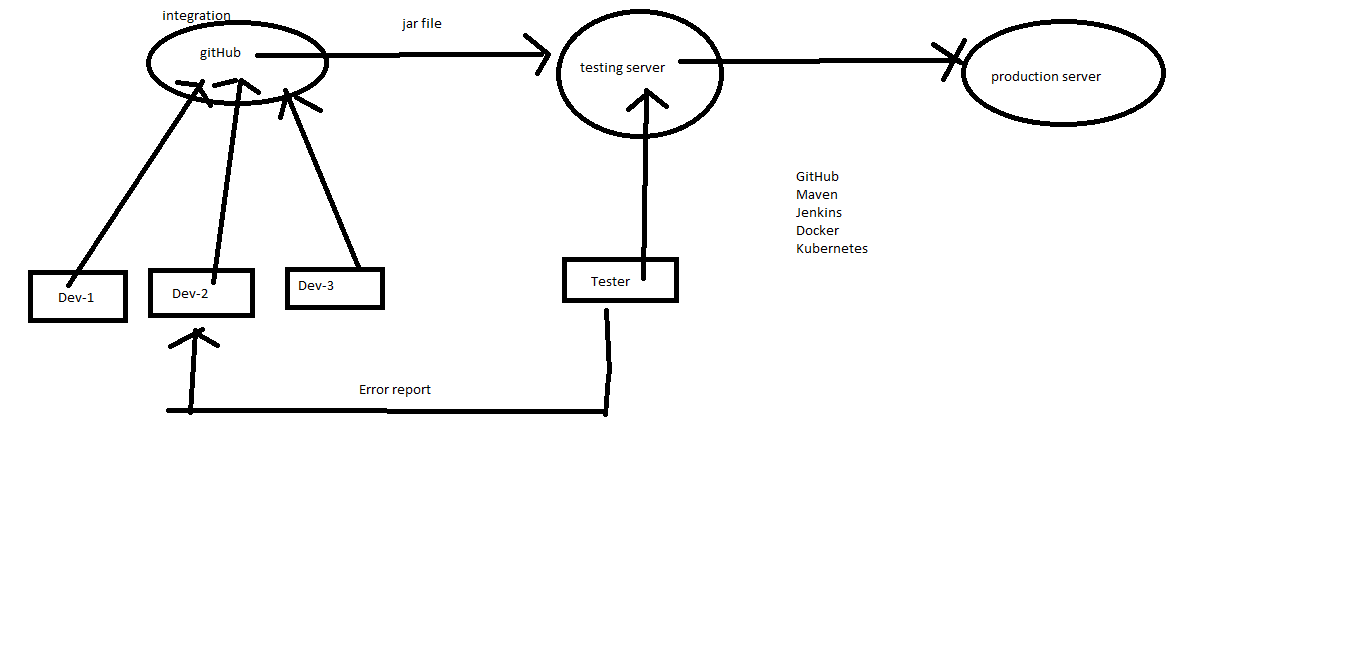 integration
jar file
gitHub
testing server
production server
GitHub
Maven
Jenkins
Docker
Kubernetes
Dev-1
Dev-2
Dev-3
Tester
Error report